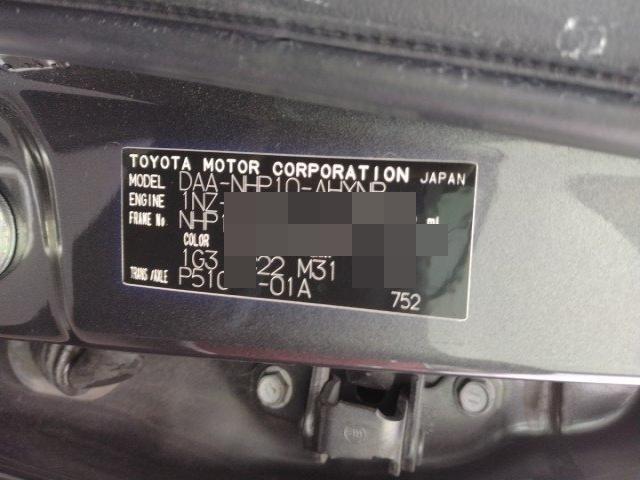 TOYOTA MOTOR CORPORATION JAPAN
MODEL DAA-NHP10-AHXNB
ENGINE 1NZ-
FRAME No. NHP1
COLOR
1G3 22 M31
TRANS/AXLE P510 -01A
752